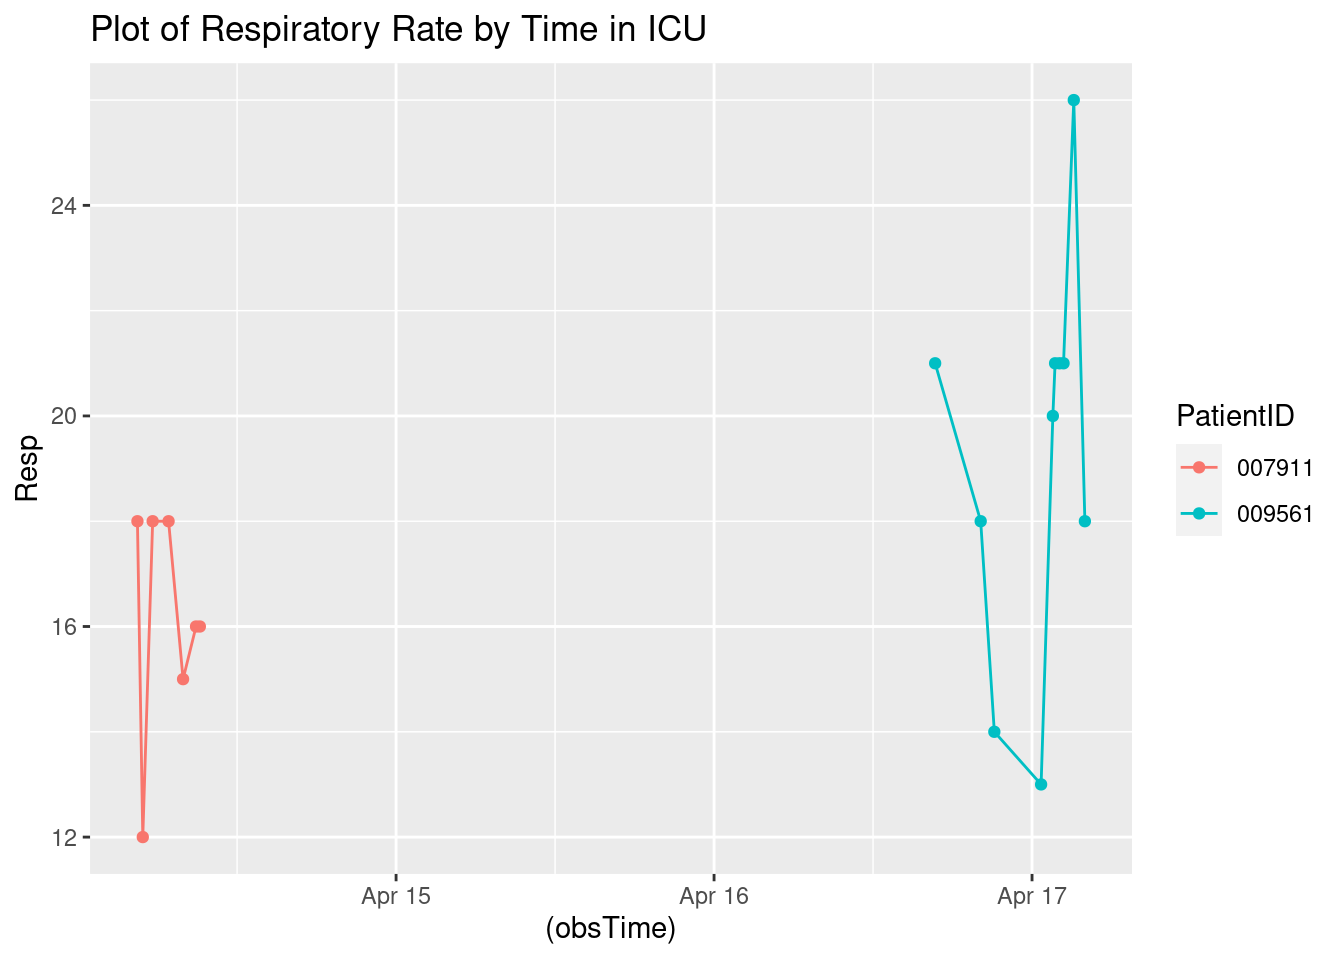 Plot of Respiratory Rate by Time in ICU
24
20
16
12
Resp
Apr 15
Apr 16
Apr 17
(obsTime)
PatientID
007911
009561